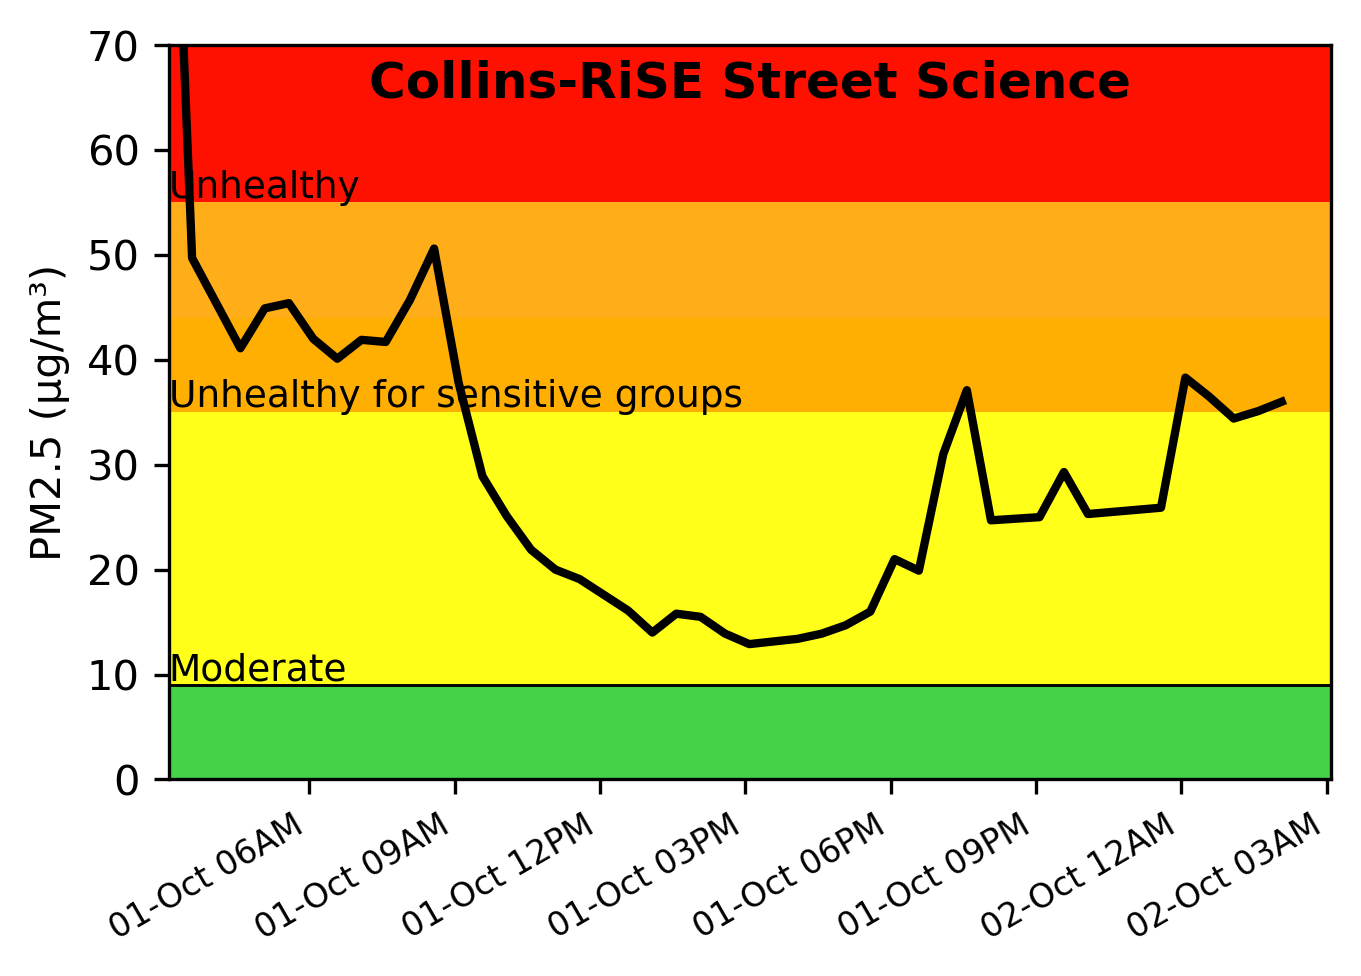 Collins-RiSE Street Science
70
60
Unhealthy
50
40
Unhealthy for sensitive groups
30
20
Moderate
10
0
PM2.5 (µg/m³)
01-Oct 06AM
01-Oct 09AM
01-Oct 12PM
01-Oct 03PM
01-Oct 06PM
01-Oct 09PM
02-Oct 12AM
02-Oct 03AM